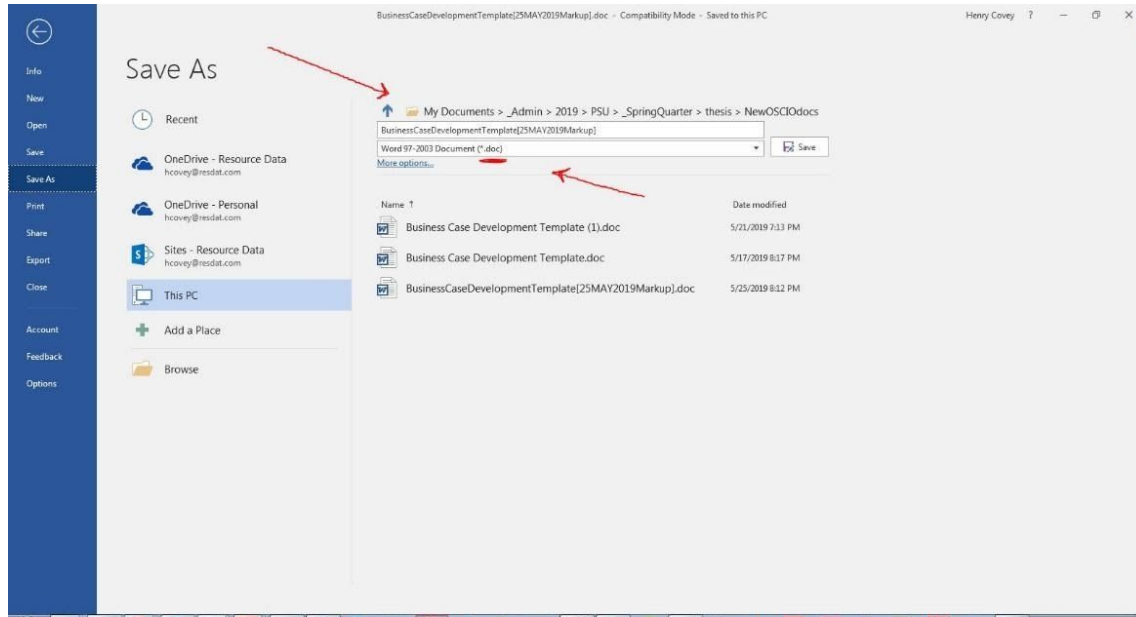 BusinessCaseDevelopmentTemplate[25MAY2019Markup].doc - Compatibility Mode - Saved to this PC
Henry Covey ?
Info
New
Open
Save
Save As
Print
Share
Export
Close
Account
Feedback
Options
Save As
Recent
OneDrive - Resource Data
hcovey@resdat.com
OneDrive - Personal
hcovey@resdat.com
Sites - Resource Data
hcovey@resdat.com
This PC
Add a Place
Browse
My Documents > _Admin > 2019 > PSU > _SpringQuarter > thesis > NewOSCIOdocs
BusinessCaseDevelopmentTemplate[25MAY2019Markup]
Word 97-2003 Document (*.doc)
Save
More options...
Name
Date modified
Business Case Development Template (1).doc
5/21/2019 7:13 PM
Business Case Development Template.doc
5/17/2019 8:17 PM
BusinessCaseDevelopmentTemplate[25MAY2019Markup].doc
5/25/2019 8:12 PM